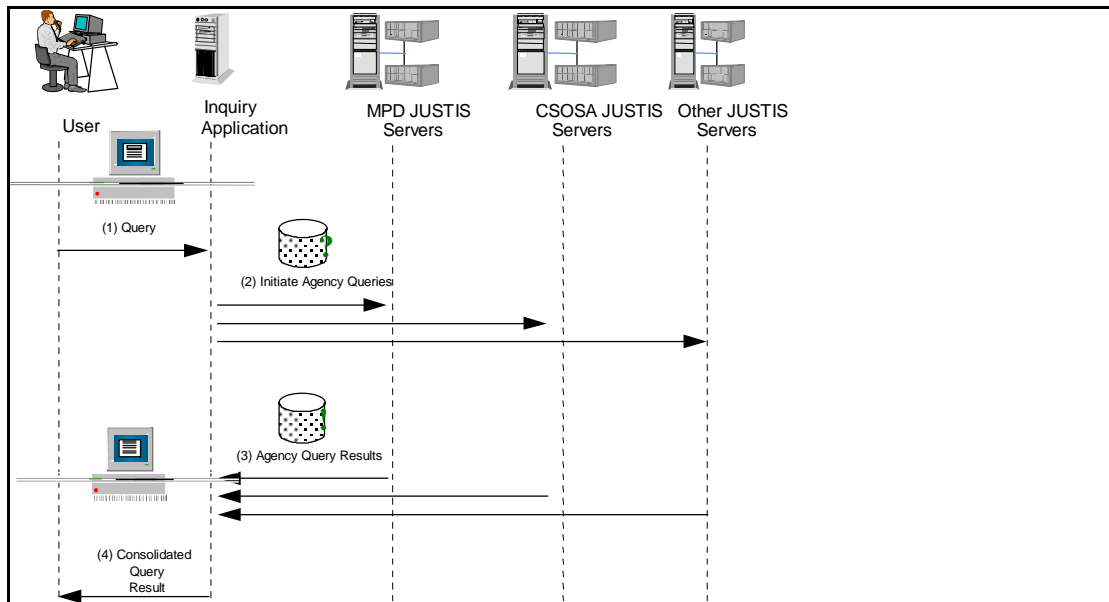 User
Inquiry
Application
MPD JUSTIS
Servers
CSOSA JUSTIS
Servers
Other JUSTIS
Servers
(1) Query
(2) Initiate Agency Queries
(3) Agency Query Results
(4) Consolidated
Query
Result